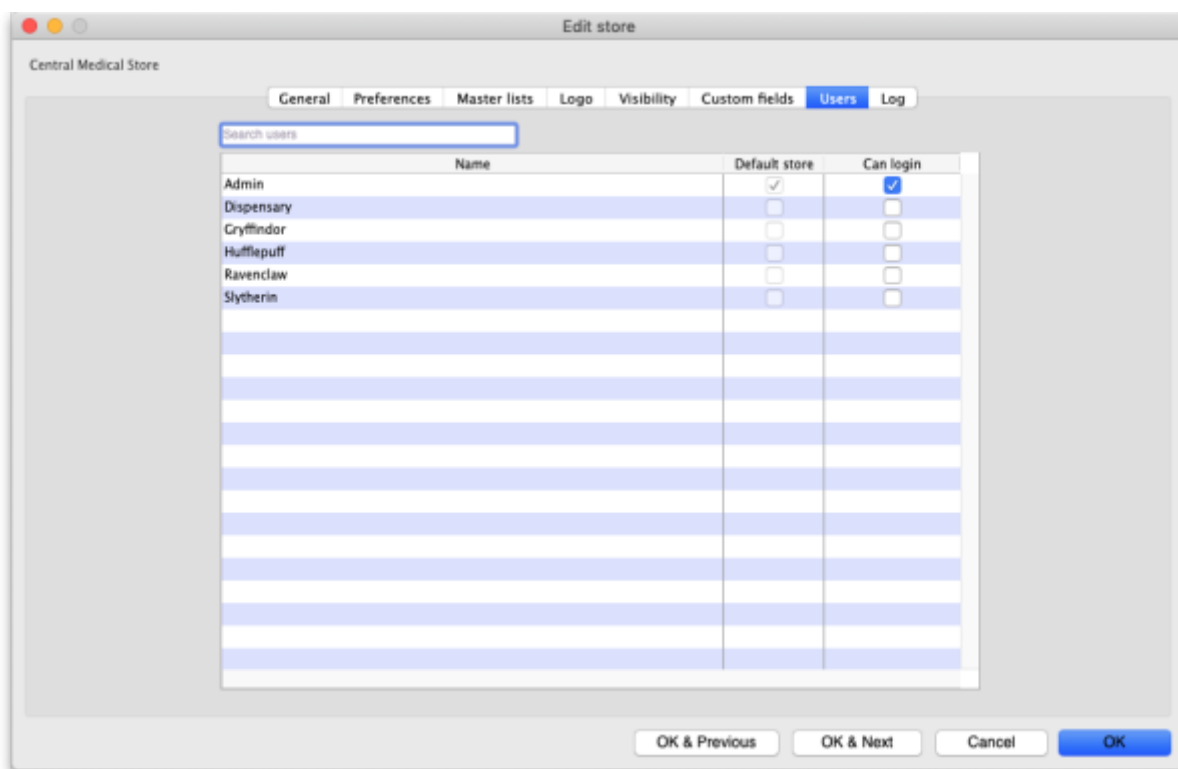 Edit store
Central Medical Store
General Preferences Master lists Logo Visibility Custom fields Users Log
Search users
Name Default store Can login
Admin
Dispensary
Gryffindor
Hufflepuff
Ravenclaw
Slytherin
OK & Previous OK & Next Cancel OK